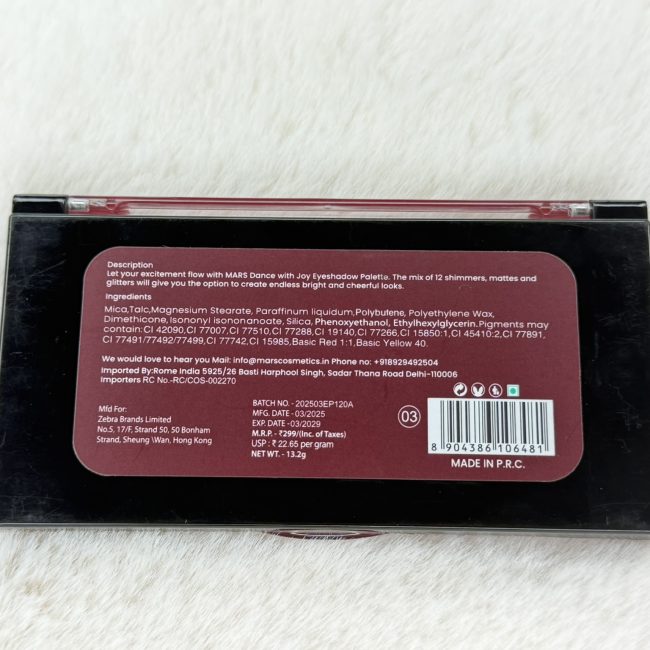 Description
Let your excitement flow with MARS Dance with Joy Eyeshadow Palette. The mix of 12 shimmers, mattes and
glitters will give you the option to create endless bright and cheerful looks.
Ingredients
Mica,Talc,Magnesium Stearate, Paraffinum liquidum,Polybutene, Polyethylene Wax,
Dimethicone, Isononyl isononanoate, Silica, Phenoxyethanol, Ethylhexylglycerin.Pigments may
contain:CI 42090,CI 77007,CI 77510,CI 77288,CI 19140,CI 77266,CI 15850:1,CI 45410:2,CI 77891,
CI 77491/77492/77499,CI 77742,CI 15985,Basic Red 1:1,Basic Yellow 40.
We would love to hear you Mail: info@marscosmetics.in Phone no: +918929492504
Imported By:Rome India 5925/26 Basti Harphool Singh, Sadar Thana Road Delhi-110006
Importers RC No.-RC/COS-002270
Mfd For:
Zebra Brands Limited
No.5, 17/F, Strand 50, 50 Bonham
Strand, Sheung \Wan, Hong Kong
BATCH NO. - 202503EP120A
MFG. DATE - 03/2025
EXP. DATE - 03/2029
M.R.P. - ₹299/(Inc. of Taxes)
USP : ₹ 22.65 per gram
NET WT. - 13.2g
03
8 904386 106481
MADE IN P.R.C.